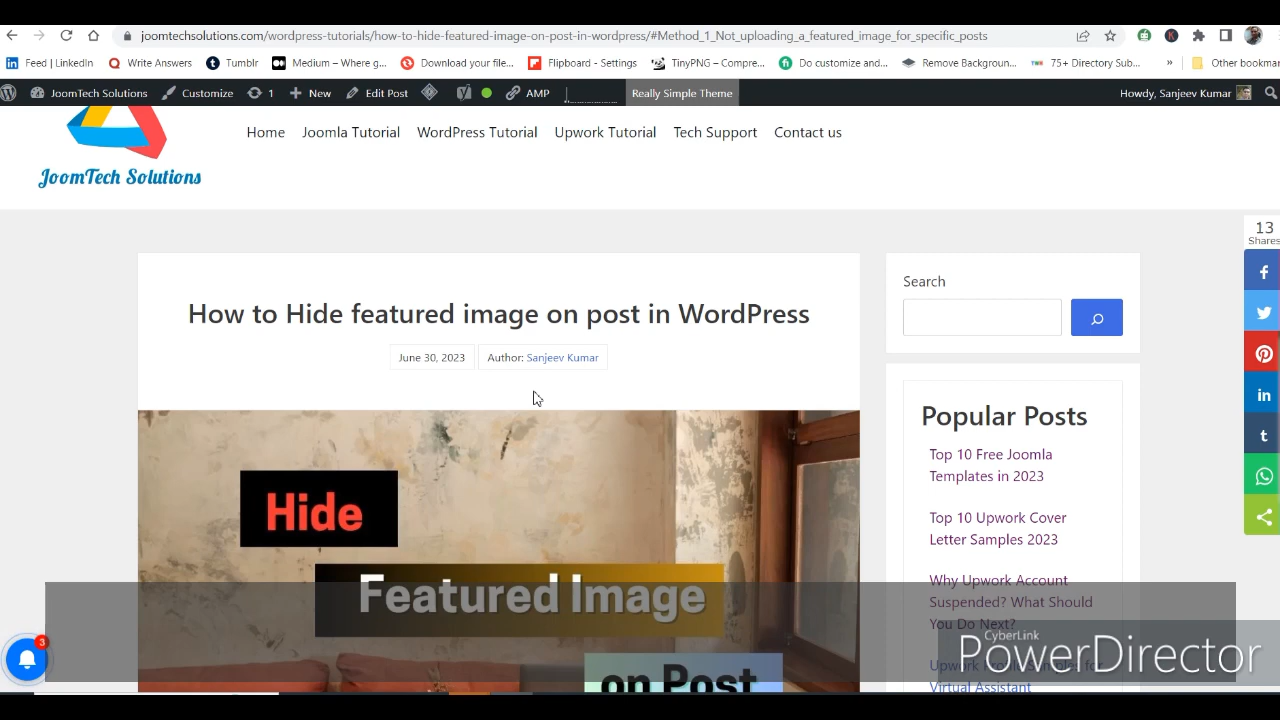 joomtechsolutions.com/wordpress-tutorials/how-to-hide-featured-image-on-post-in-wordpress/#Method_1_Not_uploading_a_featured_image_for_specific_posts
Feed | LinkedIn Write Answers Tumblr Medium – Where g... Download your file... Flipboard - Settings TinyPNG – Compre... Do customize and... Remove Backgroun... 75+ Directory Sub... » Other bookmar
JoomTech Solutions Customize 1 New Edit Post AMP Really Simple Theme Howdy, Sanjeev Kumar
Home Joomla Tutorial WordPress Tutorial Upwork Tutorial Tech Support Contact us
JoomTech Solutions
13
Shares
Search
How to Hide featured image on post in WordPress
June 30, 2023 Author: Sanjeev Kumar
Popular Posts
Top 10 Free Joomla
Templates in 2023
Top 10 Upwork Cover
Letter Samples 2023
Why Upwork Account
Suspended? What Should
You Do Next?
Upwork Profile Samples for
Virtual Assistant
Hide
Featured Image
on Post
3
CyberLink
PowerDirector